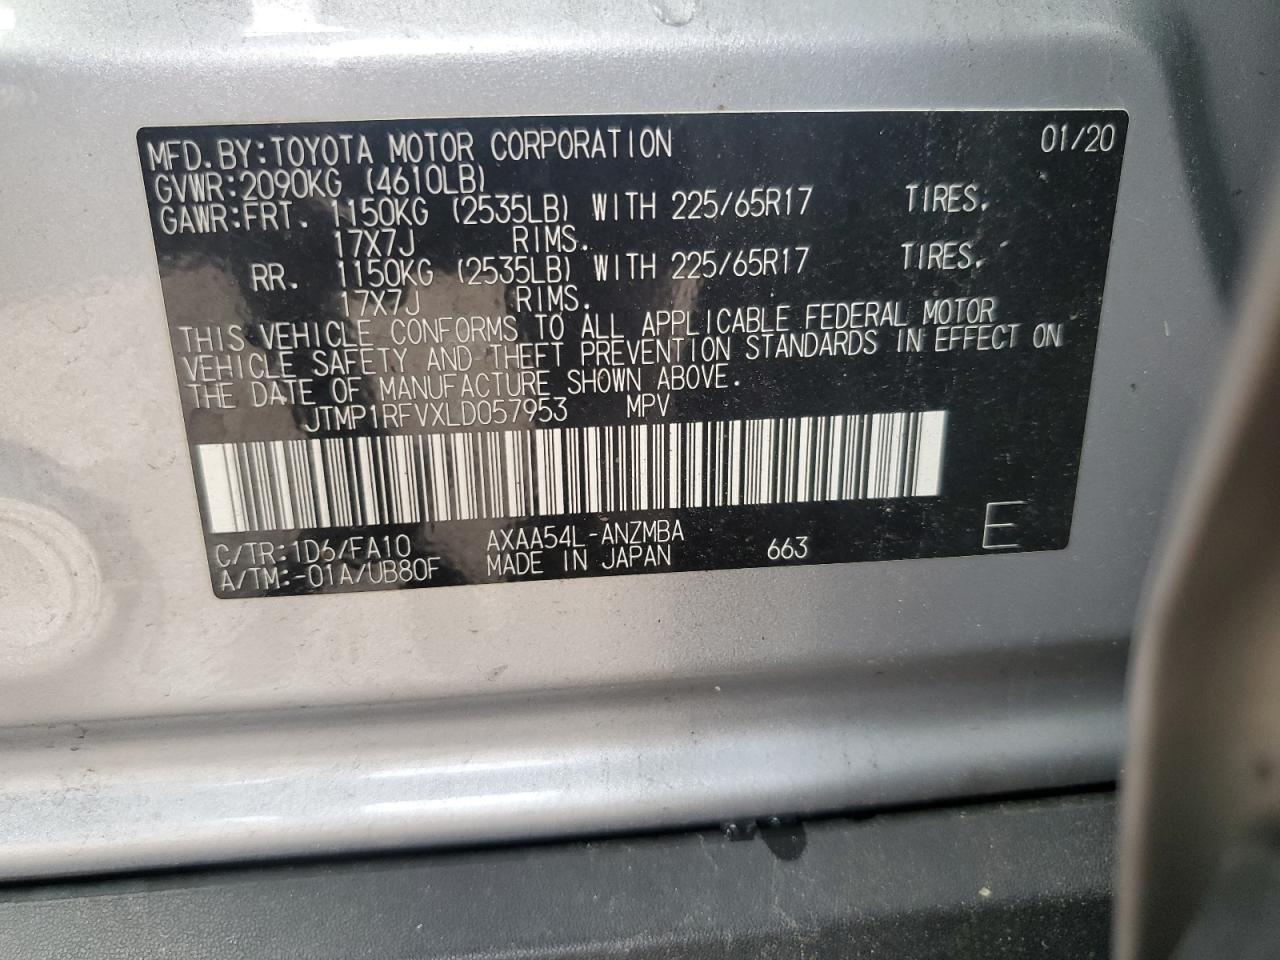 MFD.BY:TOYOTA MOTOR CORPORATION 01/20
GVWR:2090KG (4610LB)
GAWR:FRT. 1150KG (2535LB) WITH 225/65R17 TIRES,
17X7J RIMS.
RR. 1150KG (2535LB) WITH 225/65R17 TIRES,
17X7J RIMS.
THIS VEHICLE CONFORMS TO ALL APPLICABLE FEDERAL MOTOR
VEHICLE SAFETY AND THEFT PREVENTION STANDARDS IN EFFECT ON
THE DATE OF MANUFACTURE SHOWN ABOVE.
JTMP1RFVXLD057953 MPV
C/TR:1D6/FA10 AXAA54L-ANZMBA 663 E
A/TM:-01A/UB80F MADE IN JAPAN